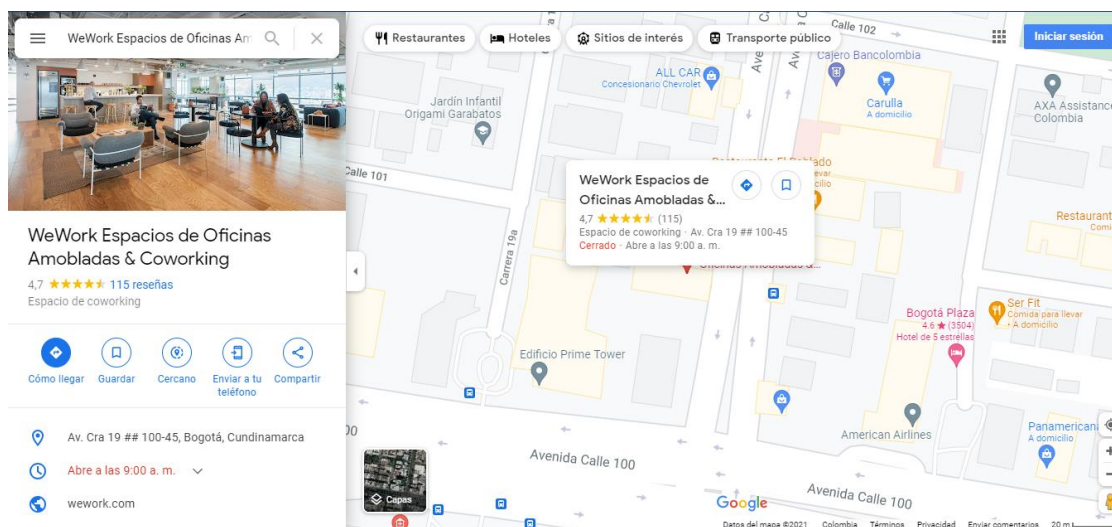 WeWork Espacios de Oficinas Am
Restaurantes
Hoteles
Sitios de interés
Transporte público
Iniciar sesión
WeWork Espacios de Oficinas
Amobladas & Coworking
4,7
115 reseñas
Espacio de coworking
Cómo llegar
Guardar
Cercano
Enviar a tu
teléfono
Compartir
Av. Cra 19 ## 100-45, Bogotá, Cundinamarca
Abre a las 9:00 a. m.
wework.com
Calle 102
Cajero Bancolombia
ALL CAR
Concesionario Chevrolet
Carulla
A domicilio
AXA Assistance
Colombia
Jardín Infantil
Origami Garabatos
Calle 101
Carrera 19a
WeWork Espacios de
Oficinas Amobladas &...
4,7 (115)
Espacio de coworking · Av. Cra 19 ## 100-45
Cerrado · Abre a las 9:00 a. m.
Bogotá Plaza
4.6 ★ (3504)
Hotel de 5 estrellas
Ser Fit
Comida para llevar
• A domicilio
Edificio Prime Tower
American Airlines
Panamericana
A domicilio
Avenida Calle 100
Avenida Calle 100
Capas
Google
Datos del mapa ©2021
Colombia
Términos
Privacidad
Enviar comentarios
20 m